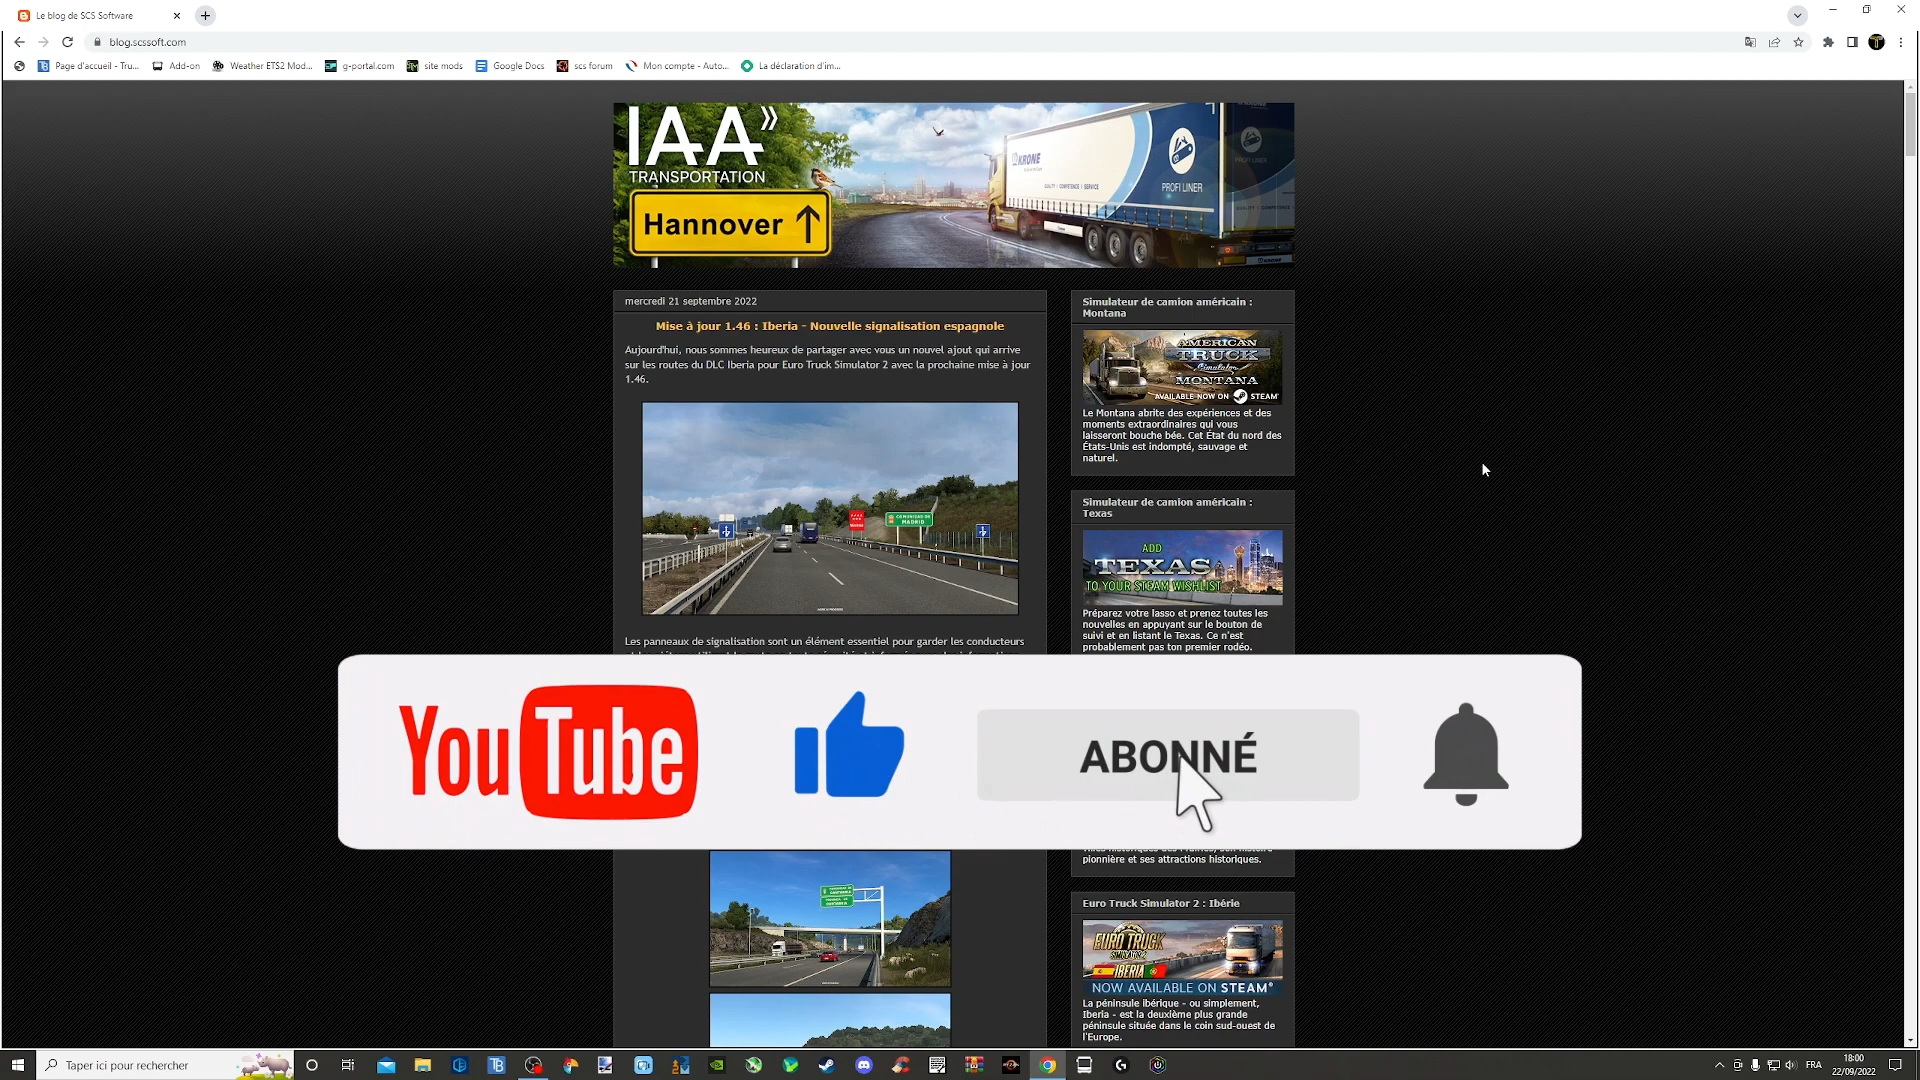 Le blog de SCS Software
blog.scssoft.com
Page d'accueil - Tru...
Add-on
Weather ETS2 Mod...
g-portal.com
site mods
Google Docs
scs forum
Mon compte - Auto...
La déclaration d'im...
IAA
TRANSPORTATION
Hannover
KRONE
PROFI LINER
mercredi 21 septembre 2022
Mise à jour 1.46 : Iberia - Nouvelle signalisation espagnole
Aujourd'hui, nous sommes heureux de partager avec vous un nouvel ajout qui arrive
sur les routes du DLC Iberia pour Euro Truck Simulator 2 avec la prochaine mise à jour
1.46.
COMUNIDAD DE
MADRID
Les panneaux de signalisation sont un élément essentiel pour garder les conducteurs
Simulateur de camion américain :
Montana
AMERICAN
TRUCK
Simulator
MONTANA
AVAILABLE NOW ON STEAM
Le Montana abrite des expériences et des
moments extraordinaires qui vous
laisseront bouche bée. Cet État du nord des
États-Unis est indompté, sauvage et
naturel.
Simulateur de camion américain :
Texas
ADD
TEXAS
TO YOUR STEAM WISHLIST
Préparez votre lasso et prenez toutes les
nouvelles en appuyant sur le bouton de
suivi et en listant le Texas. Ce n'est
probablement pas ton premier rodéo.
YouTube
ABONNÉ
pionnière et ses attractions historiques.
Euro Truck Simulator 2 : Ibérie
EURO TRUCK
SIMULATOR 2
IBERIA
NOW AVAILABLE ON STEAM
La péninsule ibérique - ou simplement,
Iberia - est la deuxième plus grande
péninsule située dans le coin sud-ouest de
l'Europe.
Taper ici pour rechercher
FRA
18:00
22/09/2022